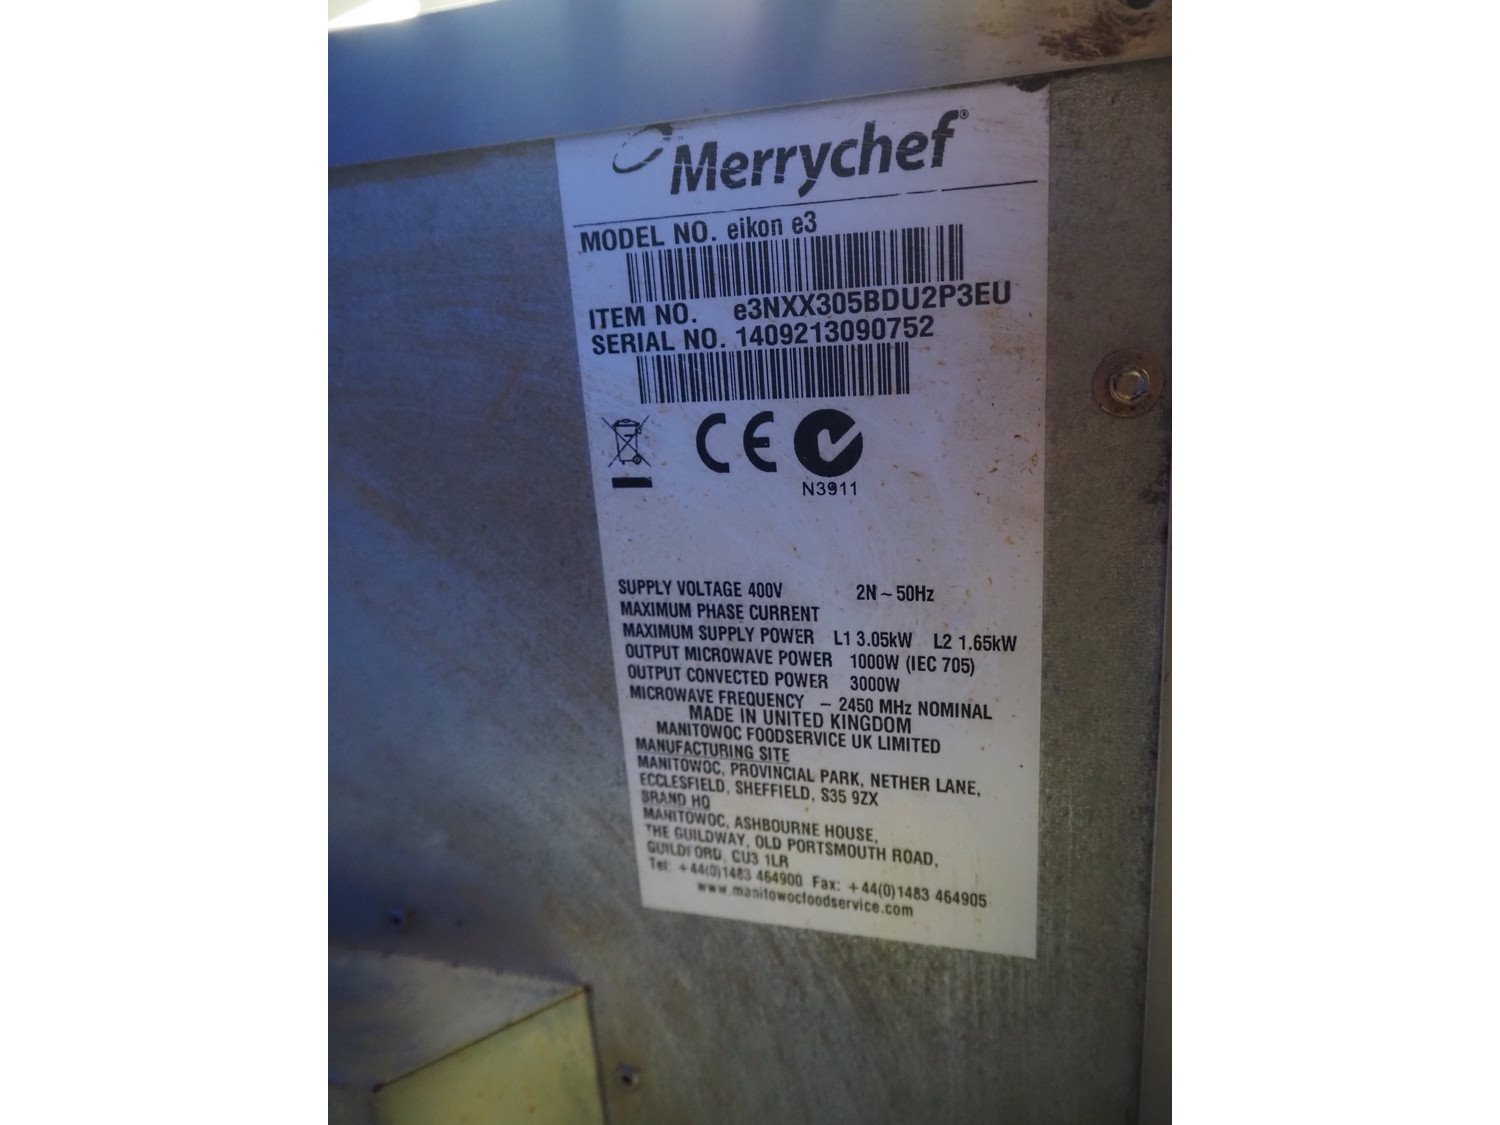 Merrychef®
MODEL NO. eikon e3
ITEM NO. e3NXX305BDU2P3EU
SERIAL NO. 1409213090752
CE
N3911
SUPPLY VOLTAGE 400V 2N ~ 50Hz
MAXIMUM PHASE CURRENT
MAXIMUM SUPPLY POWER L1 3.05kW L2 1.65kW
OUTPUT MICROWAVE POWER 1000W (IEC 705)
OUTPUT CONVECTED POWER 3000W
MICROWAVE FREQUENCY – 2450 MHz NOMINAL
MADE IN UNITED KINGDOM
MANITOWOC FOODSERVICE UK LIMITED
MANUFACTURING SITE
MANITOWOC, PROVINCIAL PARK, NETHER LANE,
ECCLESFIELD, SHEFFIELD, S35 9ZX
BRAND HQ
MANITOWOC, ASHBOURNE HOUSE,
THE GUILDWAY, OLD PORTSMOUTH ROAD,
GUILDFORD, CU3 1LR
Tel: +44(0)1483 464900 Fax: +44(0)1483 464905
www.manitowocfoodservice.com